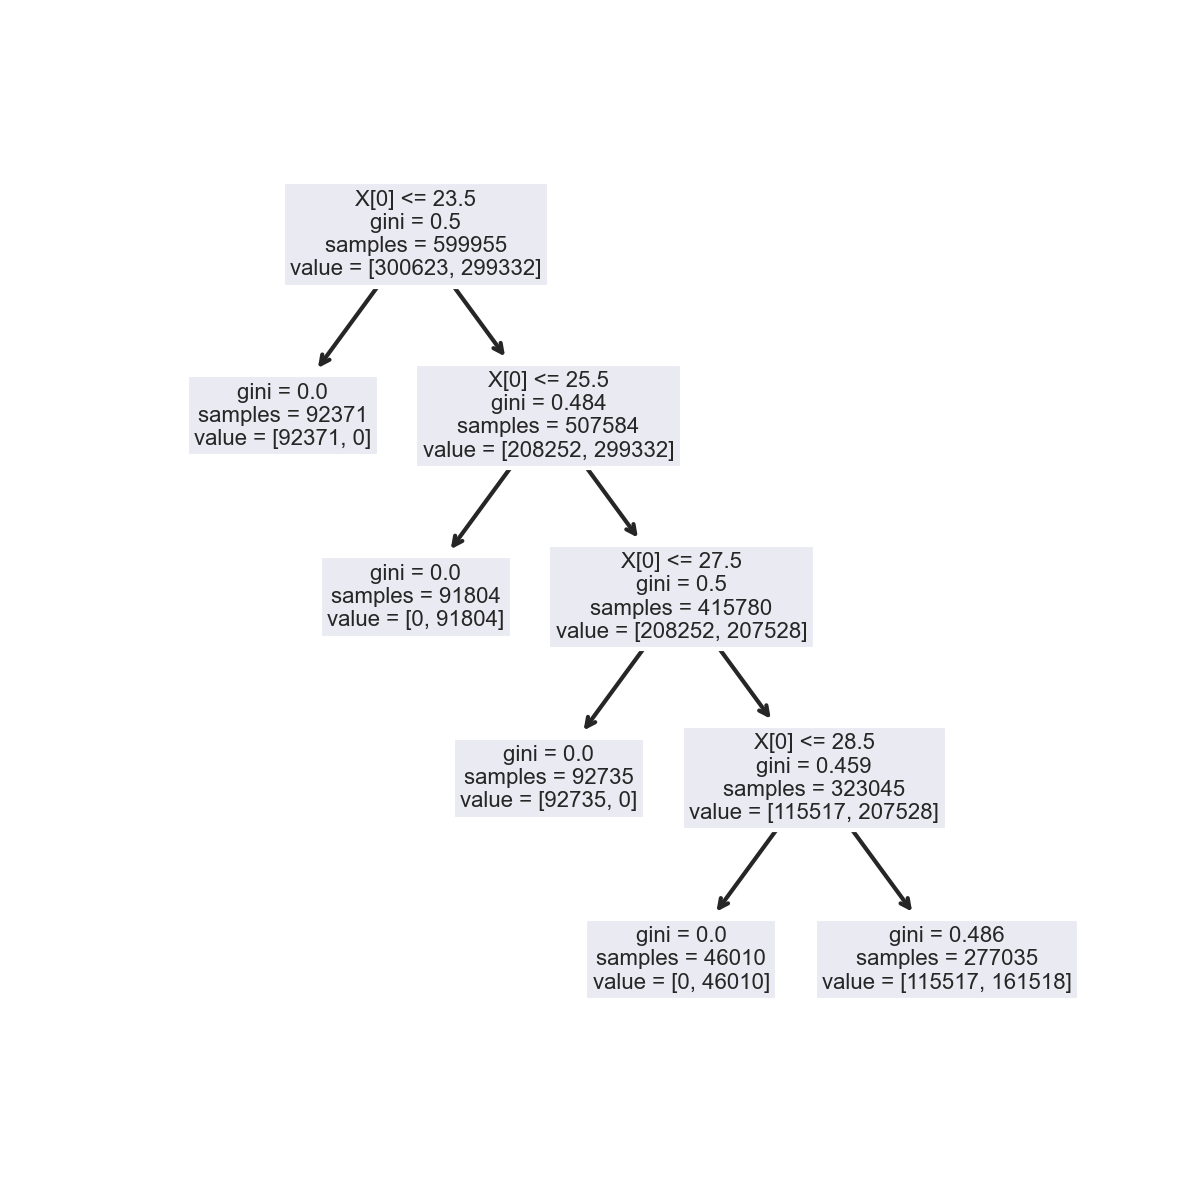 X[0] <= 23.5
gini = 0.5
samples = 599955
value = [300623, 299332]
gini = 0.0
samples = 92371
value = [92371, 0]
X[0] <= 25.5
gini = 0.484
samples = 507584
value = [208252, 299332]
gini = 0.0
samples = 91804
value = [0, 91804]
X[0] <= 27.5
gini = 0.5
samples = 415780
value = [208252, 207528]
gini = 0.0
samples = 92735
value = [92735, 0]
X[0] <= 28.5
gini = 0.459
samples = 323045
value = [115517, 207528]
gini = 0.0
samples = 46010
value = [0, 46010]
gini = 0.486
samples = 277035
value = [115517, 161518]